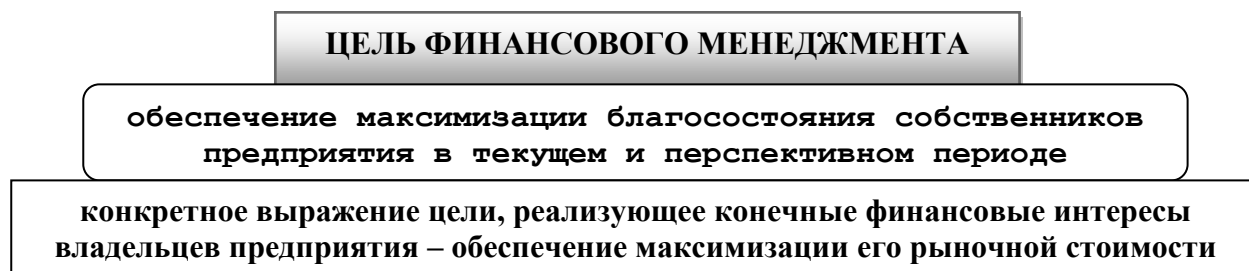 ЦЕЛЬ ФИНАНСОВОГО МЕНЕДЖМЕНТА
обеспечение максимизации благосостояния собственников
предприятия в текущем и перспективном периоде
конкретное выражение цели, реализующее конечные финансовые интересы
владельцев предприятия – обеспечение максимизации его рыночной стоимости